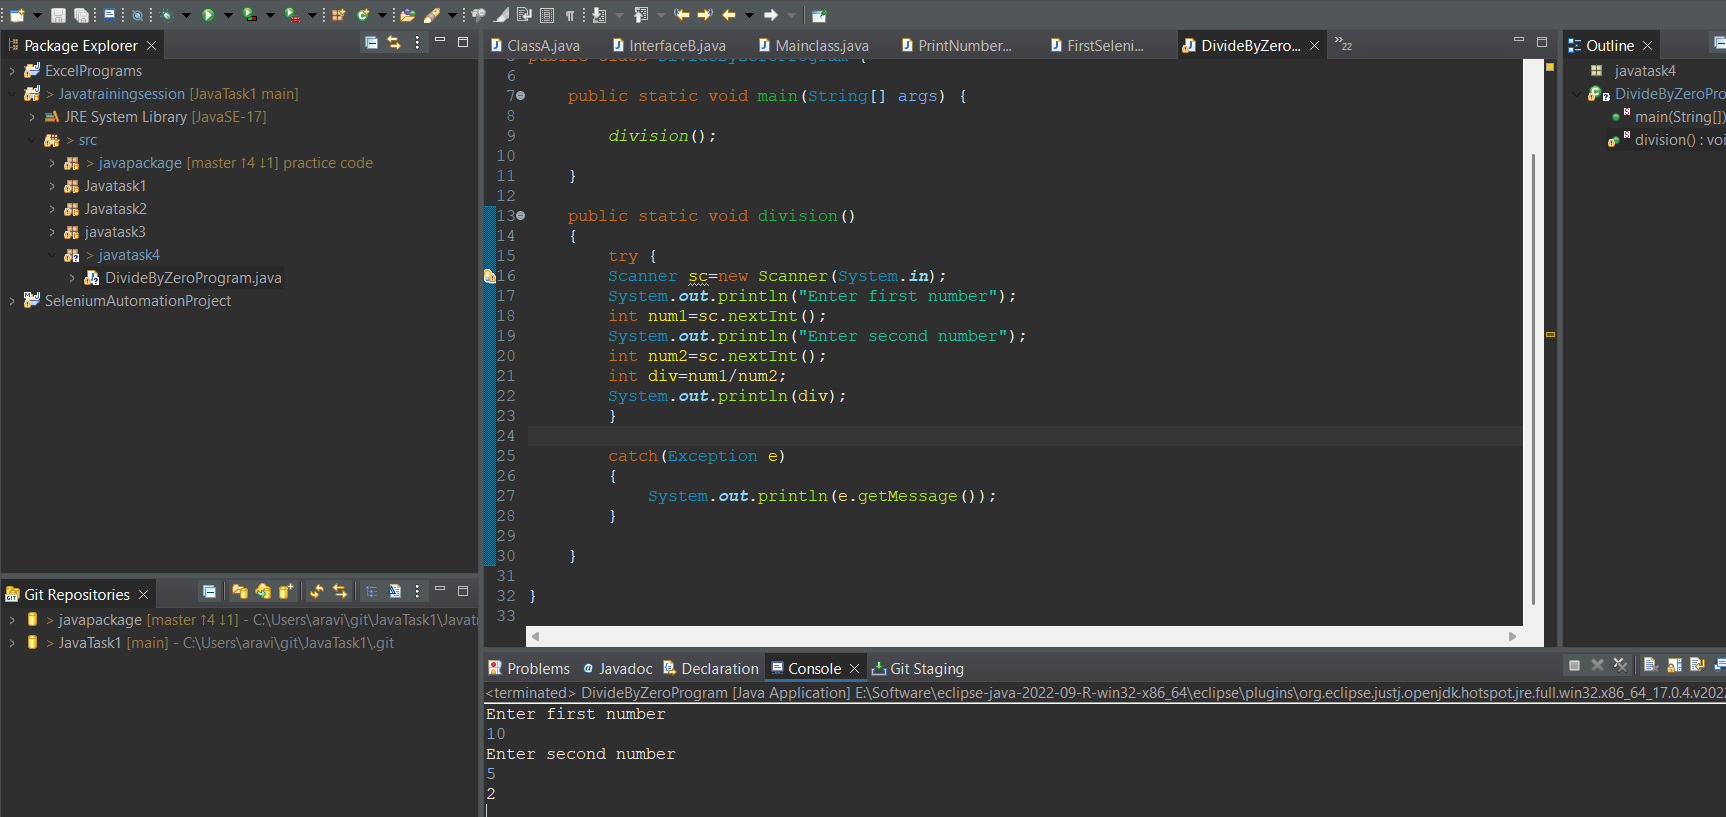 Package Explorer
ExcelPrograms
> Javatrainingsession [JavaTask1 main]
JRE System Library [JavaSE-17]
> src
> javapackage [master ↑4 ↓1] practice code
Javatask1
Javatask2
javatask3
> javatask4
DivideByZeroProgram.java
SeleniumAutomationProject
Git Repositories
> javapackage [master ↑4 ↓1] - C:\Users\aravi\git\JavaTask1\Javatr
> JavaTask1 [main] - C:\Users\aravi\git\JavaTask1\.git
ClassA.java InterfaceB.java Mainclass.java PrintNumber... FirstSeleni... DivideByZero... »22
public class DivideByZeroProgram {
6
7 public static void main(String[] args) {
8
9 division();
10
11 }
12
13 public static void division()
14 {
15 try {
16 Scanner sc=new Scanner(System.in);
17 System.out.println("Enter first number");
18 int num1=sc.nextInt();
19 System.out.println("Enter second number");
20 int num2=sc.nextInt();
21 int div=num1/num2;
22 System.out.println(div);
23 }
24
25 catch(Exception e)
26 {
27 System.out.println(e.getMessage());
28 }
29
30 }
31
32 }
33
Outline
javatask4
DivideByZeroPro
main(String[])
division() : voi
Problems Javadoc Declaration Console Git Staging
<terminated> DivideByZeroProgram [Java Application] E:\Software\eclipse-java-2022-09-R-win32-x86_64\eclipse\plugins\org.eclipse.justj.openjdk.hotspot.jre.full.win32.x86_64_17.0.4.v2022
Enter first number
10
Enter second number
5
2